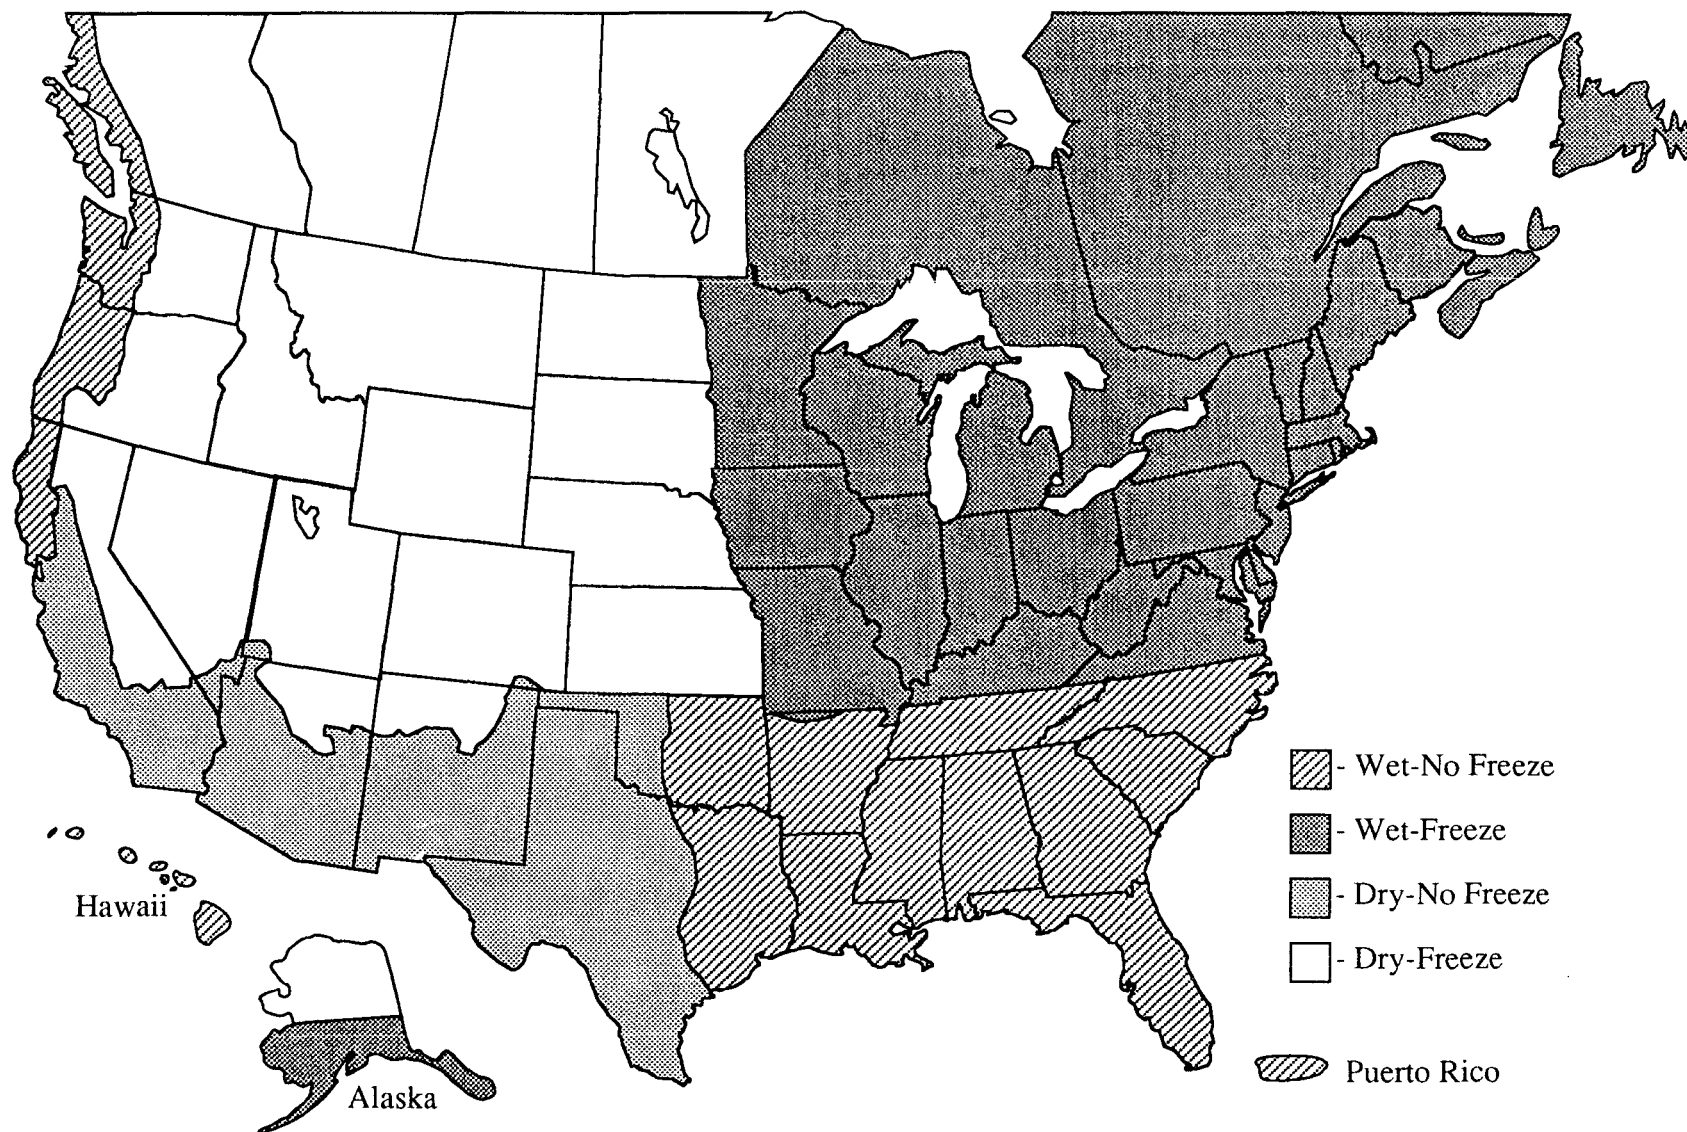 - Wet-No Freeze
- Wet-Freeze
- Dry-No Freeze
- Dry-Freeze
Hawaii
Alaska
Puerto Rico